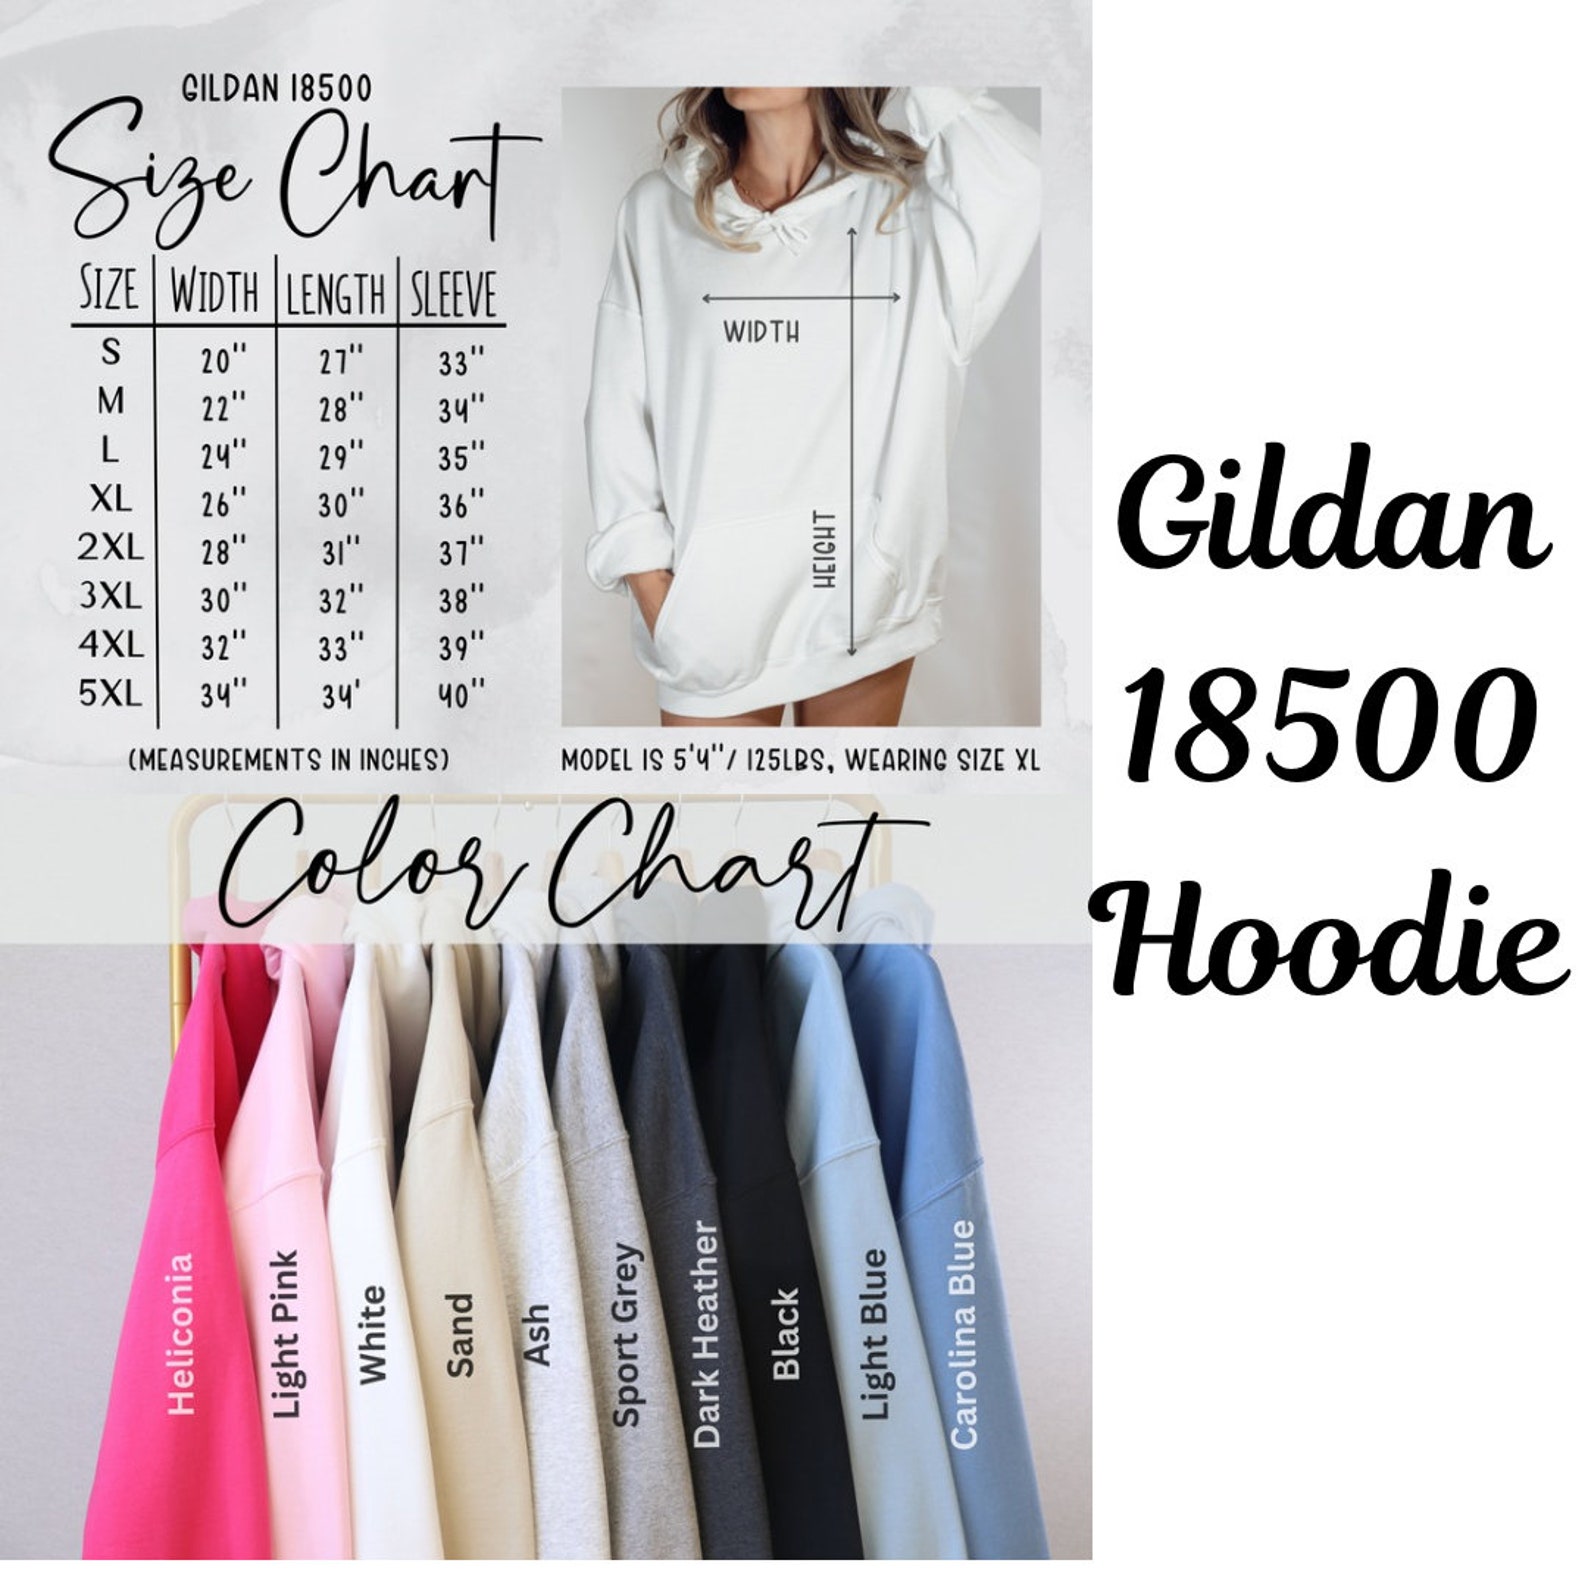 GILDAN 18500
Size Chart
SIZE WIDTH LENGTH SLEEVE
S 20'' 27'' 33''
M 22'' 28'' 34''
L 24'' 29'' 35''
XL 26'' 30'' 36''
2XL 28'' 31'' 37''
3XL 30'' 32'' 38''
4XL 32'' 33'' 39''
5XL 34'' 34' 40''
(MEASUREMENTS IN INCHES)
WIDTH
HEIGHT
MODEL IS 5'4''/ 125LBS, WEARING SIZE XL
Color Chart
Heliconia
Light Pink
White
Sand
Ash
Sport Grey
Dark Heather
Black
Light Blue
Carolina Blue
Gildan
18500
Hoodie